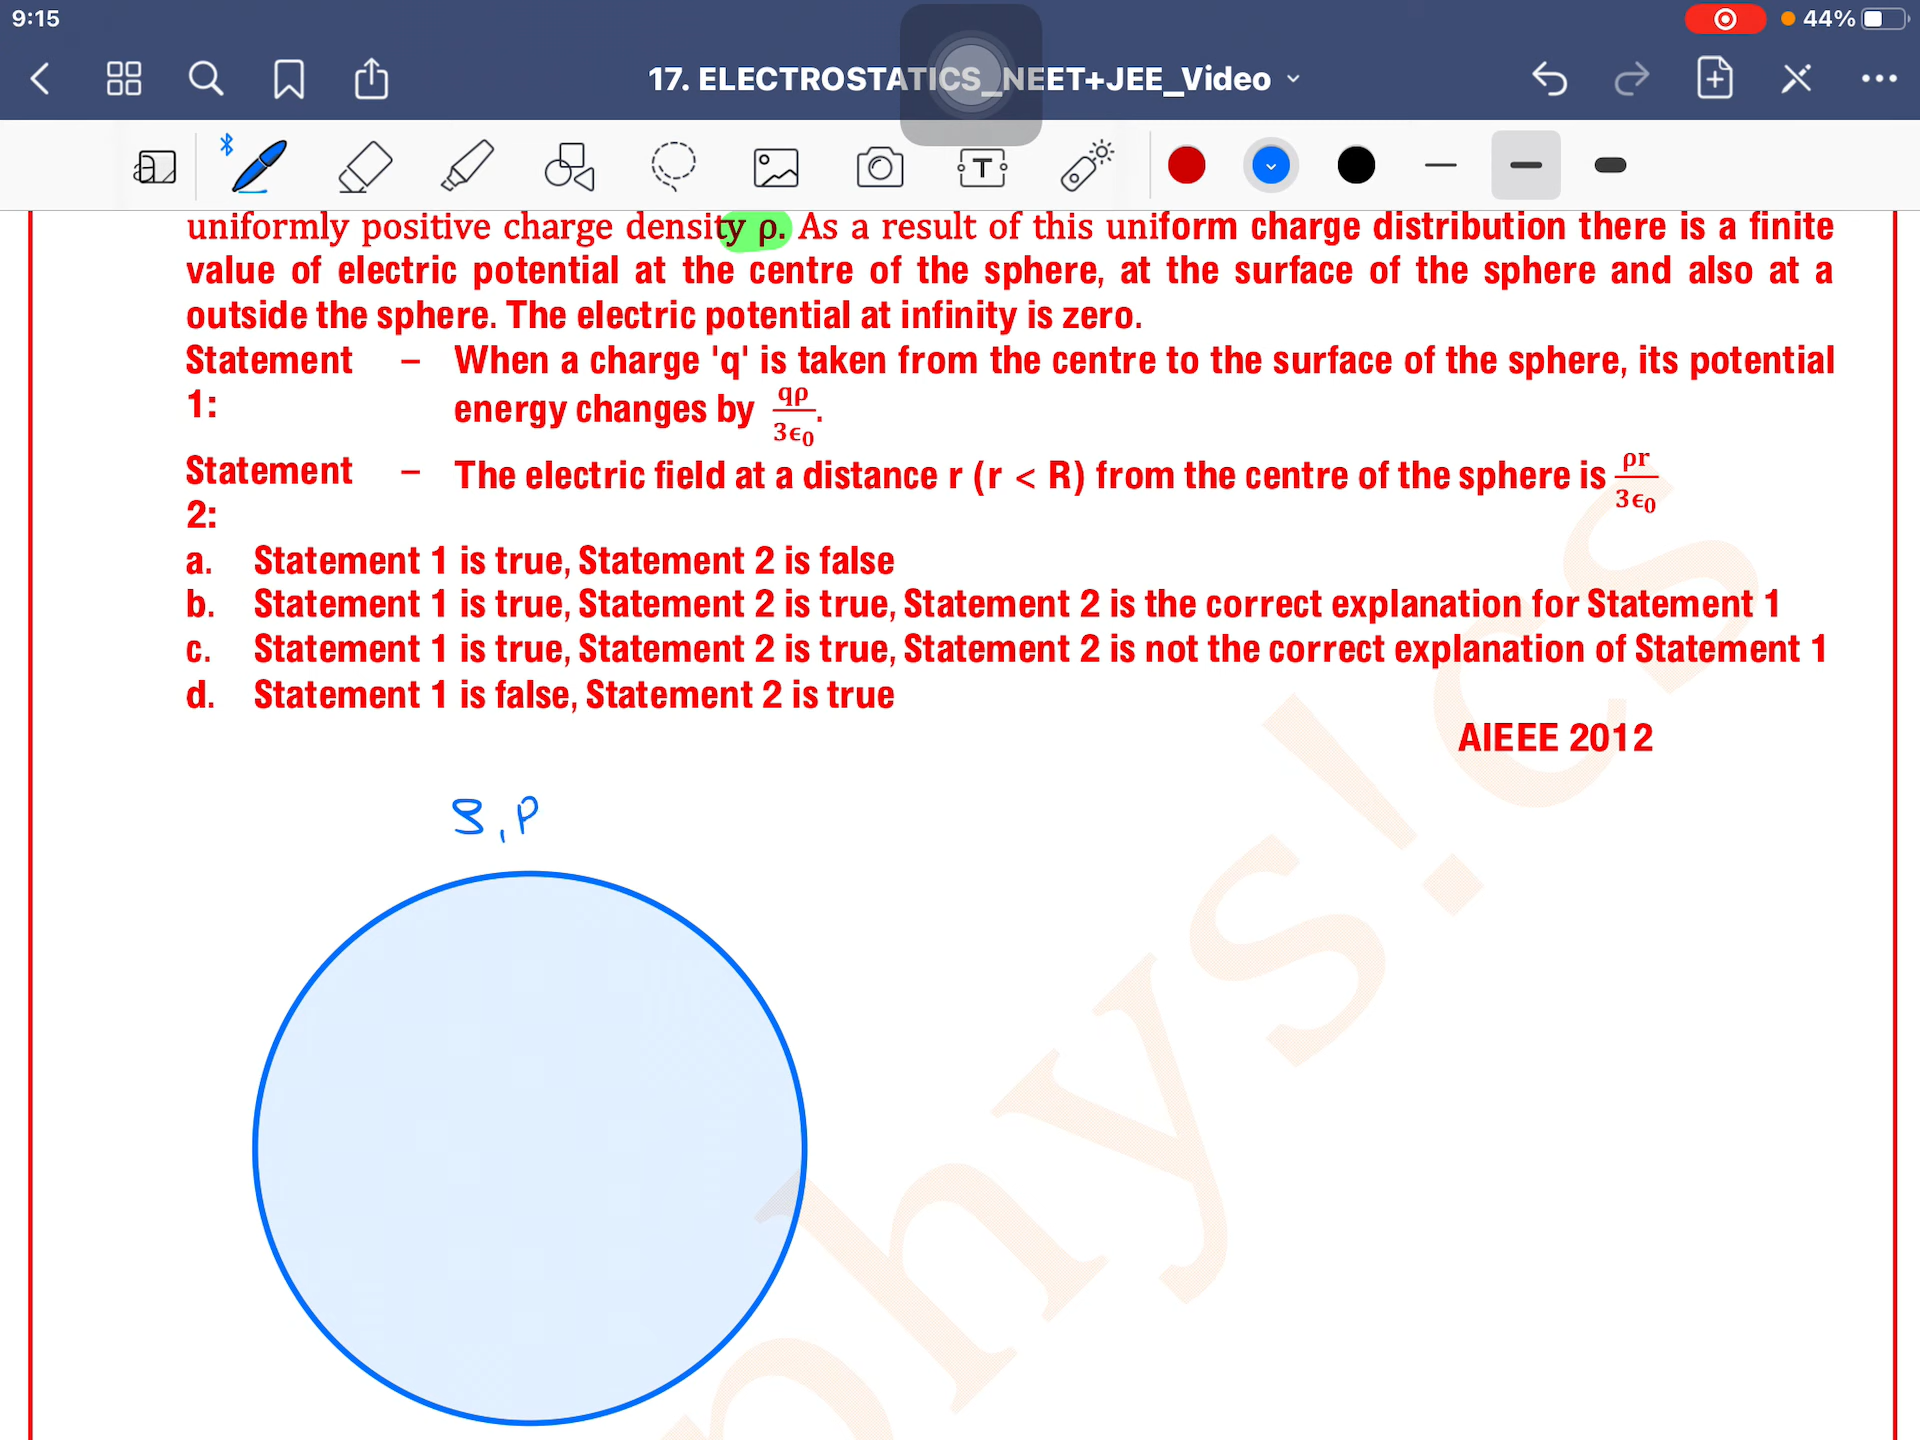 9:15
44%
17. ELECTROSTATICS_NEET+JEE_Video
uniformly positive charge density ρ. As a result of this uniform charge distribution there is a finite
value of electric potential at the centre of the sphere, at the surface of the sphere and also at a
outside the sphere. The electric potential at infinity is zero.
Statement 1: – When a charge 'q' is taken from the centre to the surface of the sphere, its potential
energy changes by qρ/3ϵ₀.
Statement 2: – The electric field at a distance r (r < R) from the centre of the sphere is ρr/3ϵ₀
a. Statement 1 is true, Statement 2 is false
b. Statement 1 is true, Statement 2 is true, Statement 2 is the correct explanation for Statement 1
c. Statement 1 is true, Statement 2 is true, Statement 2 is not the correct explanation of Statement 1
d. Statement 1 is false, Statement 2 is true
AIEEE 2012
phys!cs